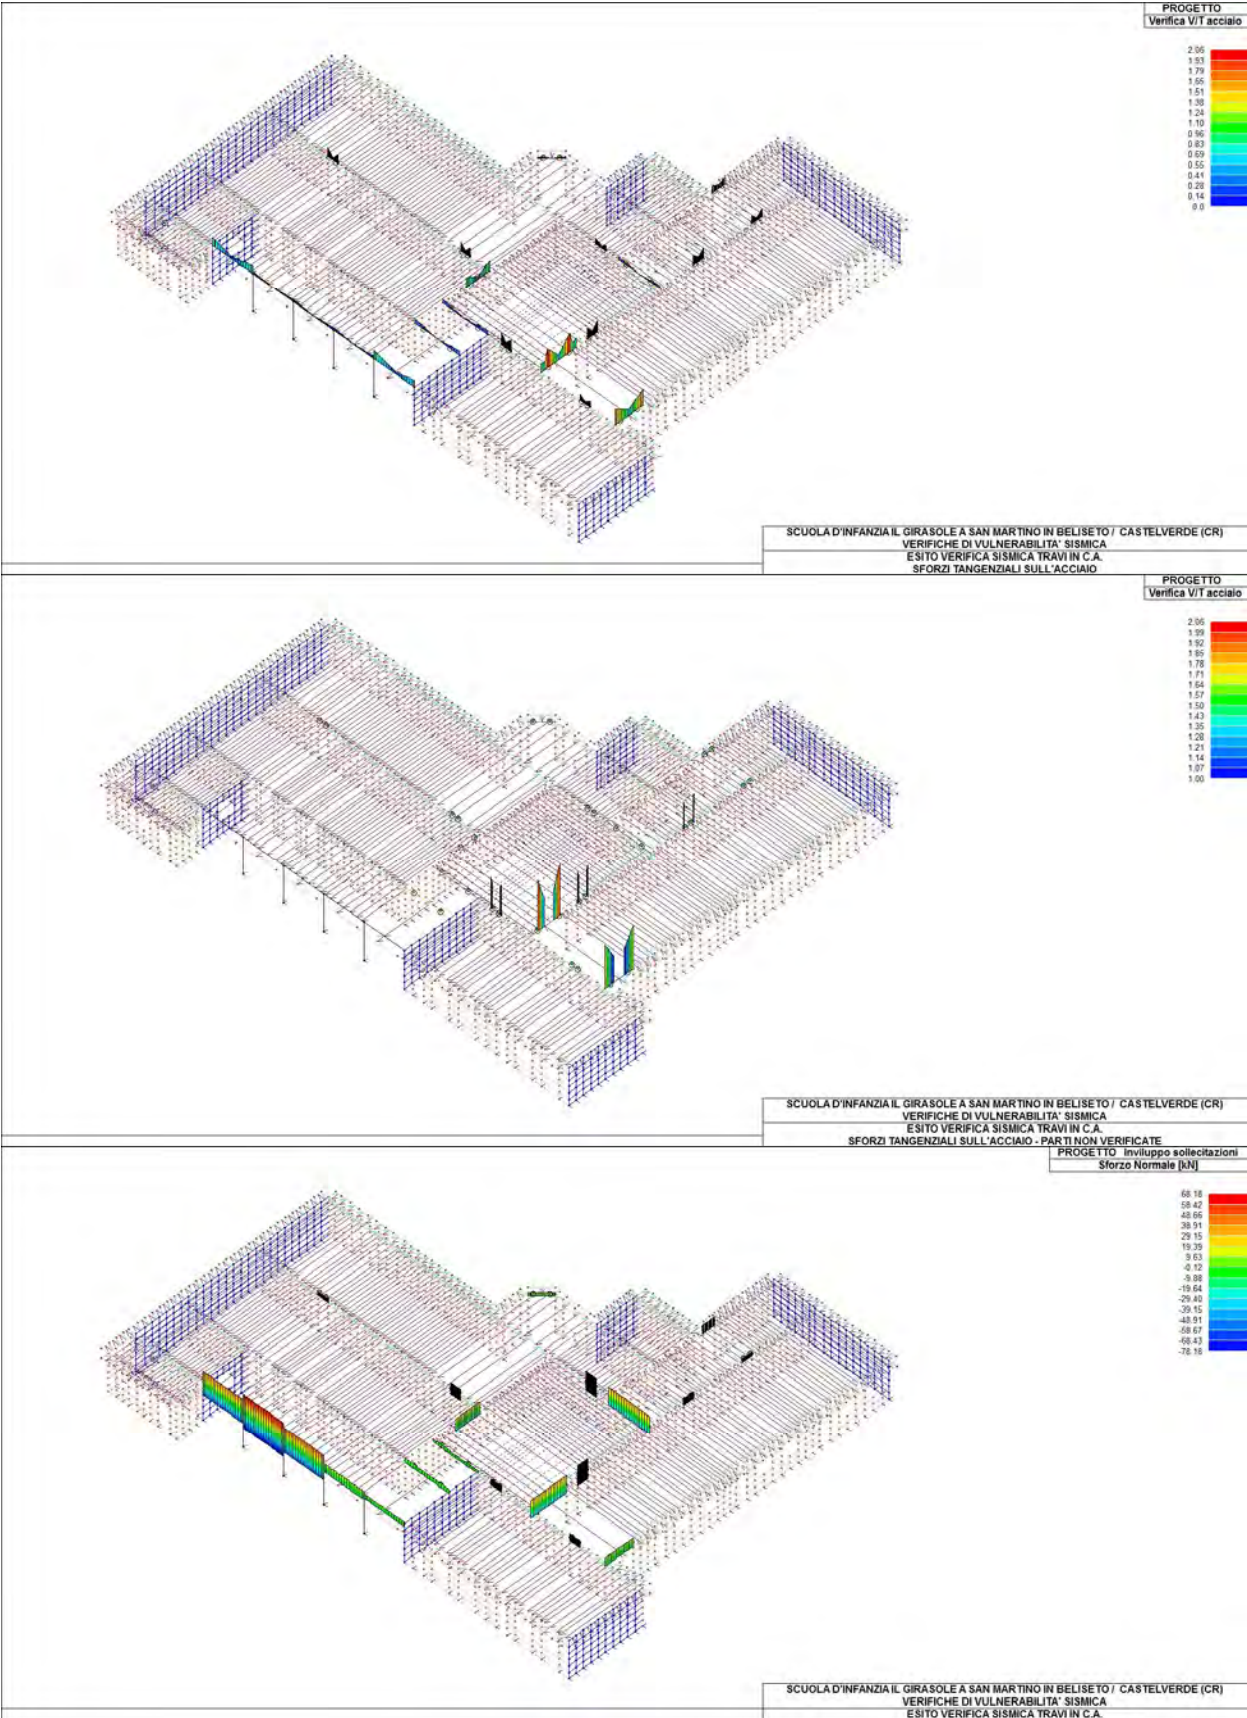 PROGETTO
Verifica V/T acciaio
2.06
1.93
1.79
1.65
1.51
1.38
1.24
1.10
0.96
0.83
0.69
0.55
0.41
0.28
0.14
0.0
SCUOLA D'INFANZIA IL GIRASOLE A SAN MARTINO IN BELISETO / CASTELVERDE (CR)
VERIFICHE DI VULNERABILITA' SISMICA
ESITO VERIFICA SISMICA TRAVI IN C.A.
SFORZI TANGENZIALI SULL'ACCIAIO
PROGETTO
Verifica V/T acciaio
2.06
1.99
1.92
1.85
1.78
1.71
1.64
1.57
1.50
1.43
1.35
1.28
1.21
1.14
1.07
1.00
SCUOLA D'INFANZIA IL GIRASOLE A SAN MARTINO IN BELISETO / CASTELVERDE (CR)
VERIFICHE DI VULNERABILITA' SISMICA
ESITO VERIFICA SISMICA TRAVI IN C.A.
SFORZI TANGENZIALI SULL'ACCIAIO - PARTI NON VERIFICATE
PROGETTO Inviluppo sollecitazioni
Sforzo Normale [kN]
68.18
58.42
48.66
38.91
29.15
19.39
9.63
-0.12
-9.88
-19.64
-29.40
-39.15
-48.91
-58.67
-68.43
-78.18
SCUOLA D'INFANZIA IL GIRASOLE A SAN MARTINO IN BELISETO / CASTELVERDE (CR)
VERIFICHE DI VULNERABILITA' SISMICA
ESITO VERIFICA SISMICA TRAVI IN C.A.